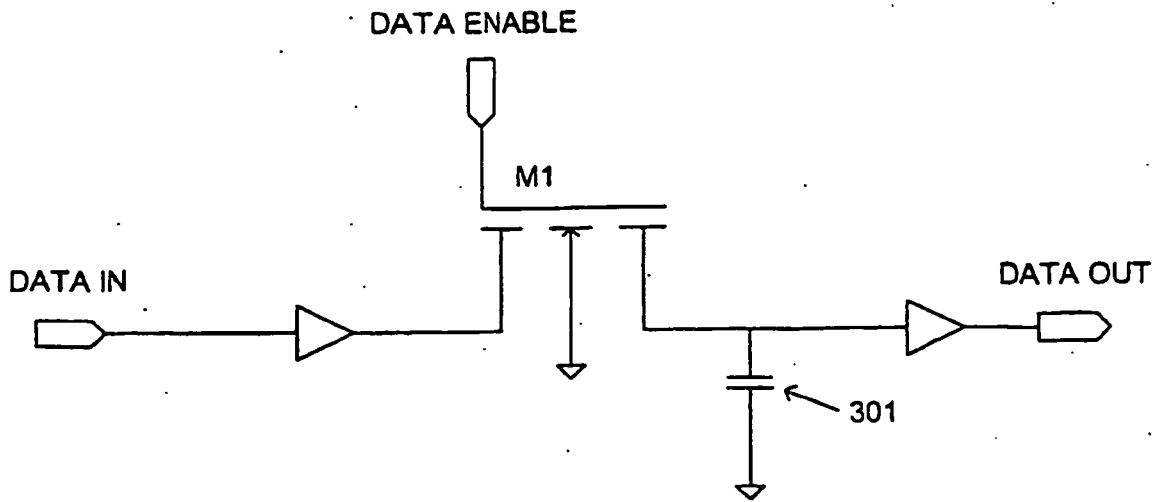 DATA ENABLE
M1
DATA IN
DATA OUT
301